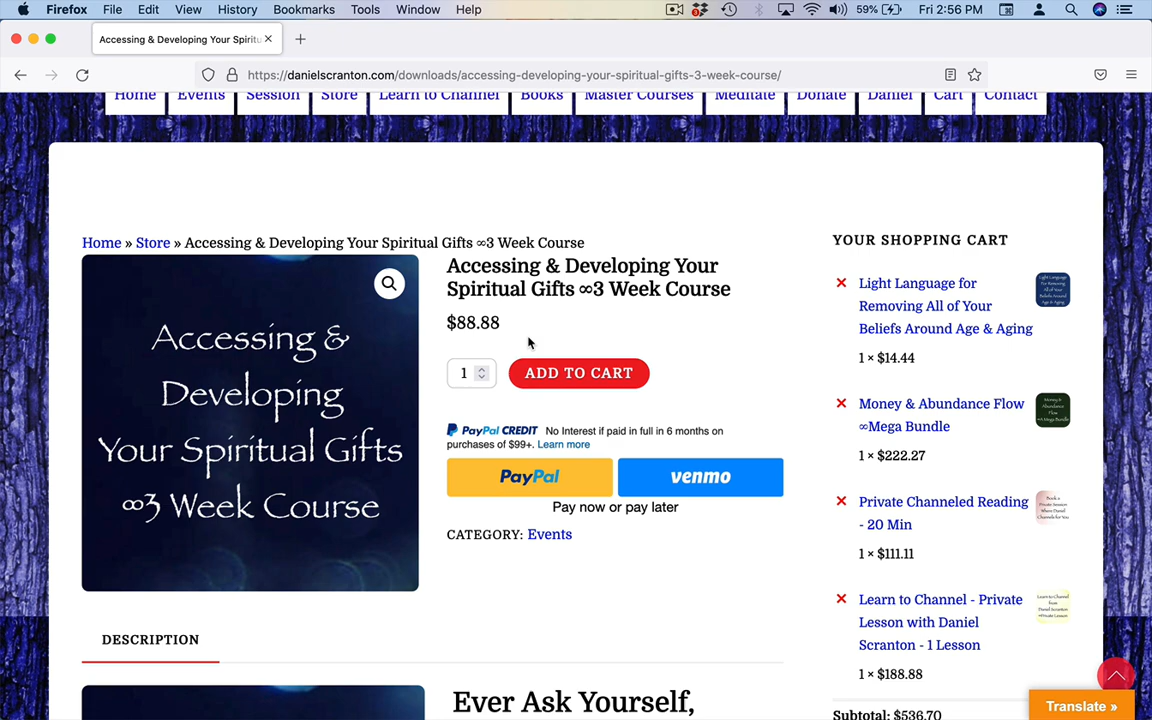 Firefox File Edit View History Bookmarks Tools Window Help 3 59% Fri 2:56 PM
Accessing & Developing Your Spiritu
https://danielscranton.com/downloads/accessing-developing-your-spiritual-gifts-3-week-course/
Home Events Session Store Learn to Channel Books Master Courses Meditate Donate Daniel Cart Contact
Home » Store » Accessing & Developing Your Spiritual Gifts ∞3 Week Course
Accessing &
Developing
Your Spiritual Gifts
∞3 Week Course
Accessing & Developing Your
Spiritual Gifts ∞3 Week Course
$88.88
1 ADD TO CART
PayPal CREDIT No Interest if paid in full in 6 months on
purchases of $99+. Learn more
PayPal venmo
Pay now or pay later
CATEGORY: Events
DESCRIPTION
Ever Ask Yourself,
YOUR SHOPPING CART
Light Language for
Removing All of Your
Beliefs Around Age & Aging
1 × $14.44
Money & Abundance Flow
∞Mega Bundle
1 × $222.27
Private Channeled Reading
- 20 Min
1 × $111.11
Learn to Channel - Private
Lesson with Daniel
Scranton - 1 Lesson
1 × $188.88
Subtotal: $536.70
Translate »